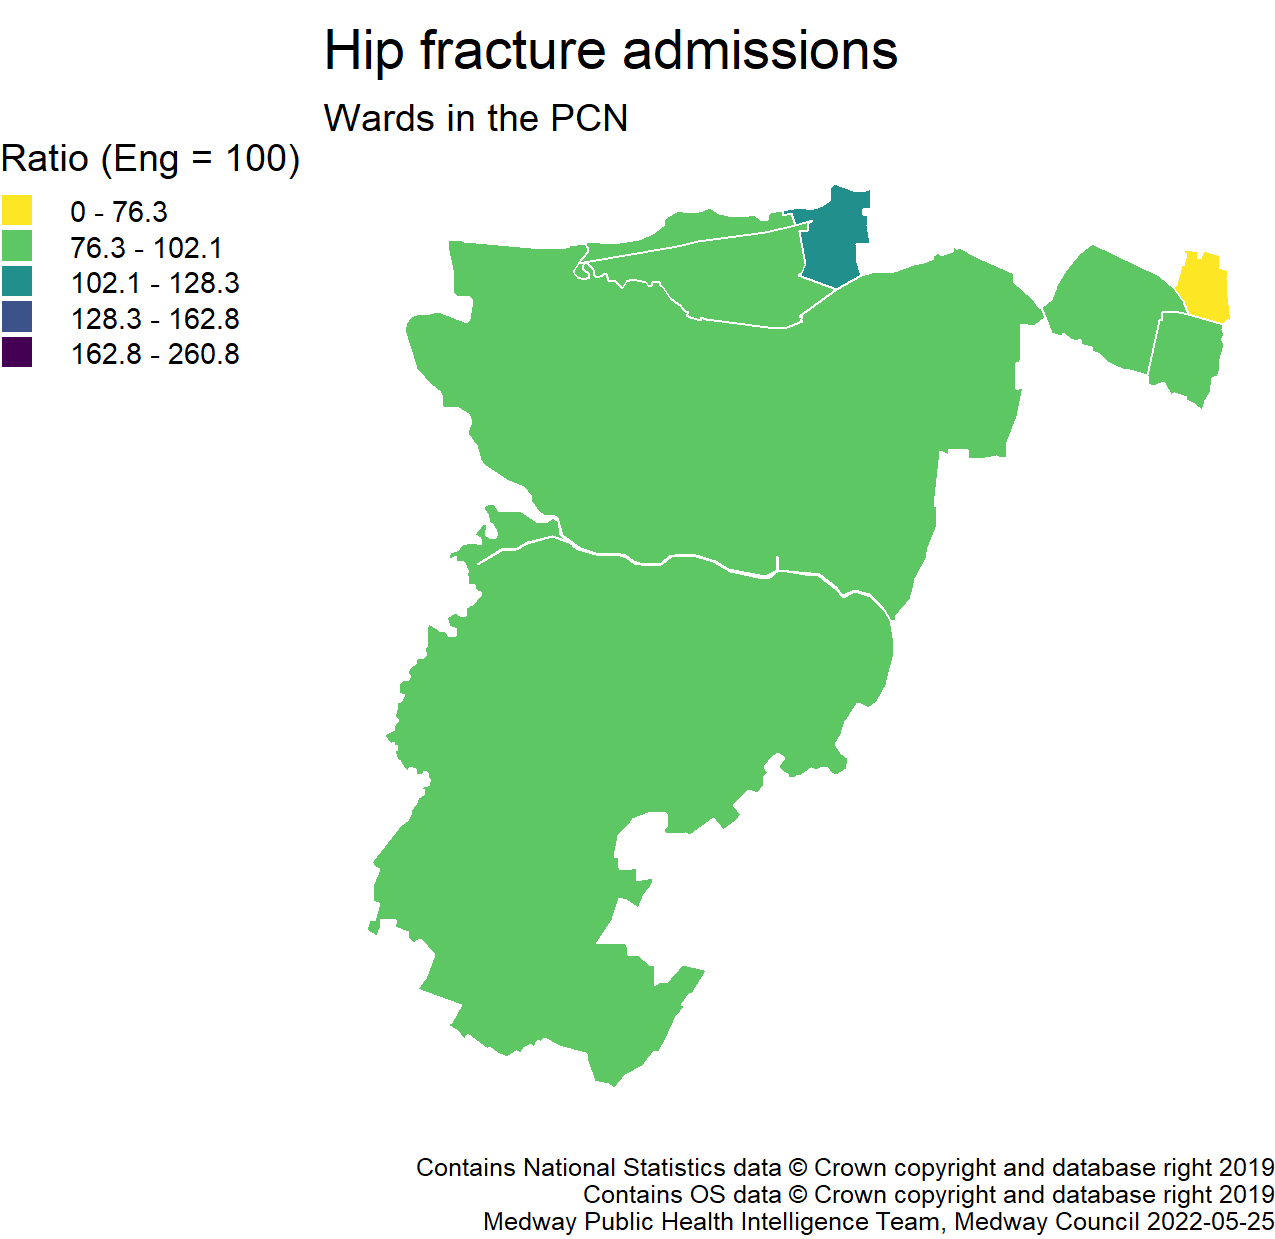 Hip fracture admissions
Wards in the PCN
Ratio (Eng = 100)
0 - 76.3
76.3 - 102.1
102.1 - 128.3
128.3 - 162.8
162.8 - 260.8
Contains National Statistics data © Crown copyright and database right 2019
Contains OS data © Crown copyright and database right 2019
Medway Public Health Intelligence Team, Medway Council 2022-05-25